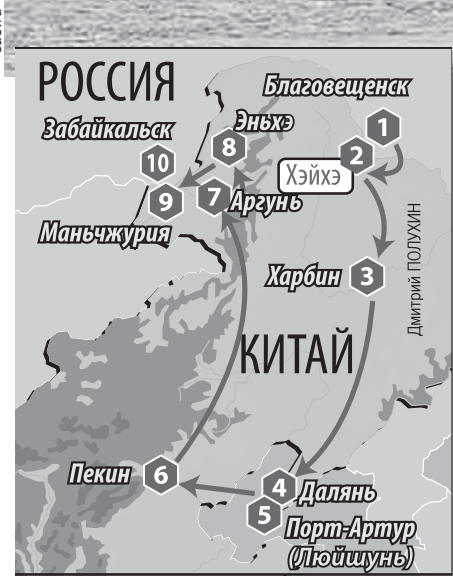 РОССИЯ
Благовещенск
Забайкальск
Эньхэ
1
8
2
10
Хэйхэ
9
7
Аргунь
Маньчжурия
Харбин
3
Дмитрий ПОЛУХИН
КИТАЙ
Пекин
6
4
Далянь
5
Порт-Артур
(Люйшунь)